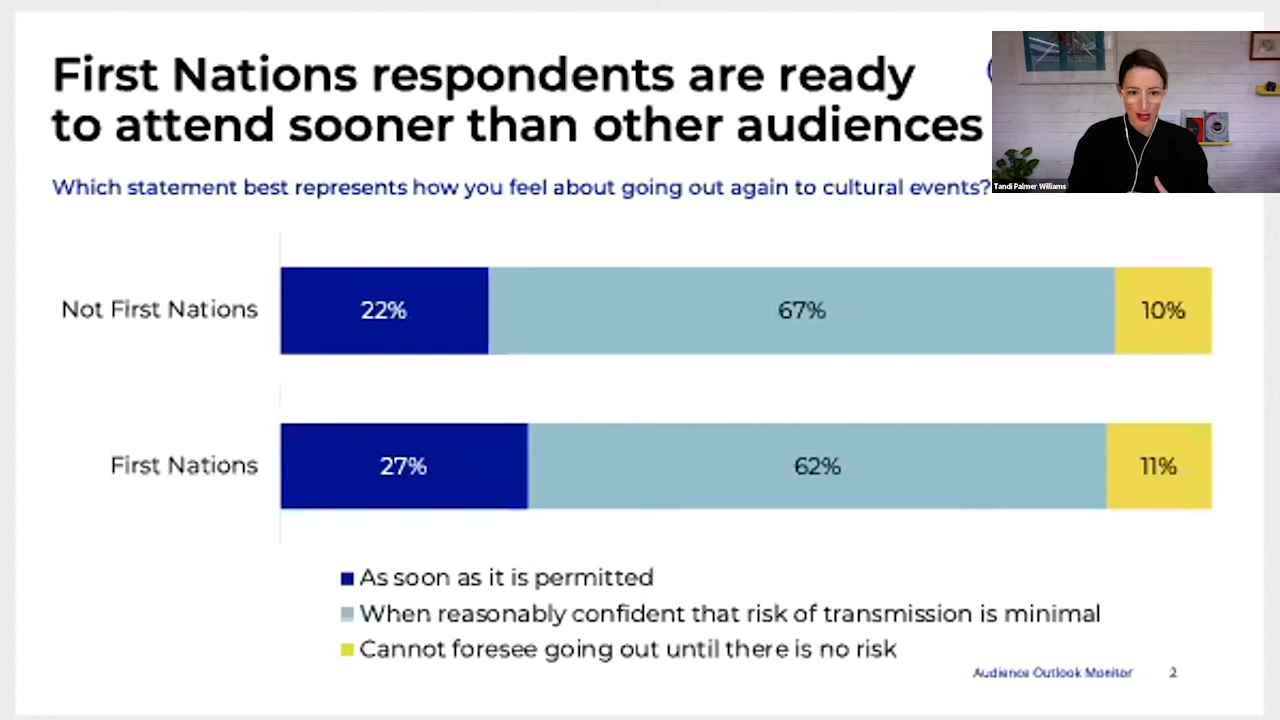 First Nations respondents are ready
to attend sooner than other audiences
Which statement best represents how you feel about going out again to cultural events?
Tandi Palmer Williams
Not First Nations
22%
67%
10%
First Nations
27%
62%
11%
As soon as it is permitted
When reasonably confident that risk of transmission is minimal
Cannot foresee going out until there is no risk
Audience Outlook Monitor
2